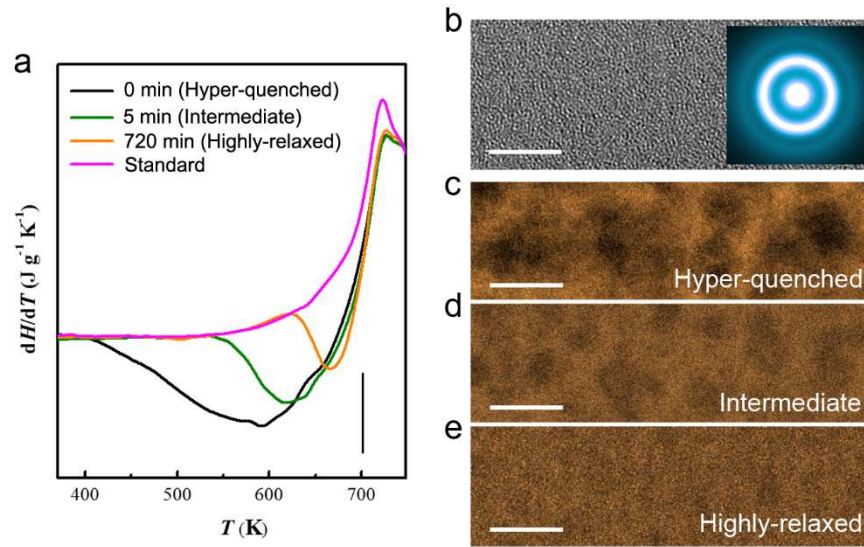 a
0 min (Hyper-quenched)
5 min (Intermediate)
720 min (Highly-relaxed)
Standard
dH/dT (J g⁻¹ K⁻¹)
400 500 600 700
T (K)
b
c
Hyper-quenched
d
Intermediate
e
Highly-relaxed